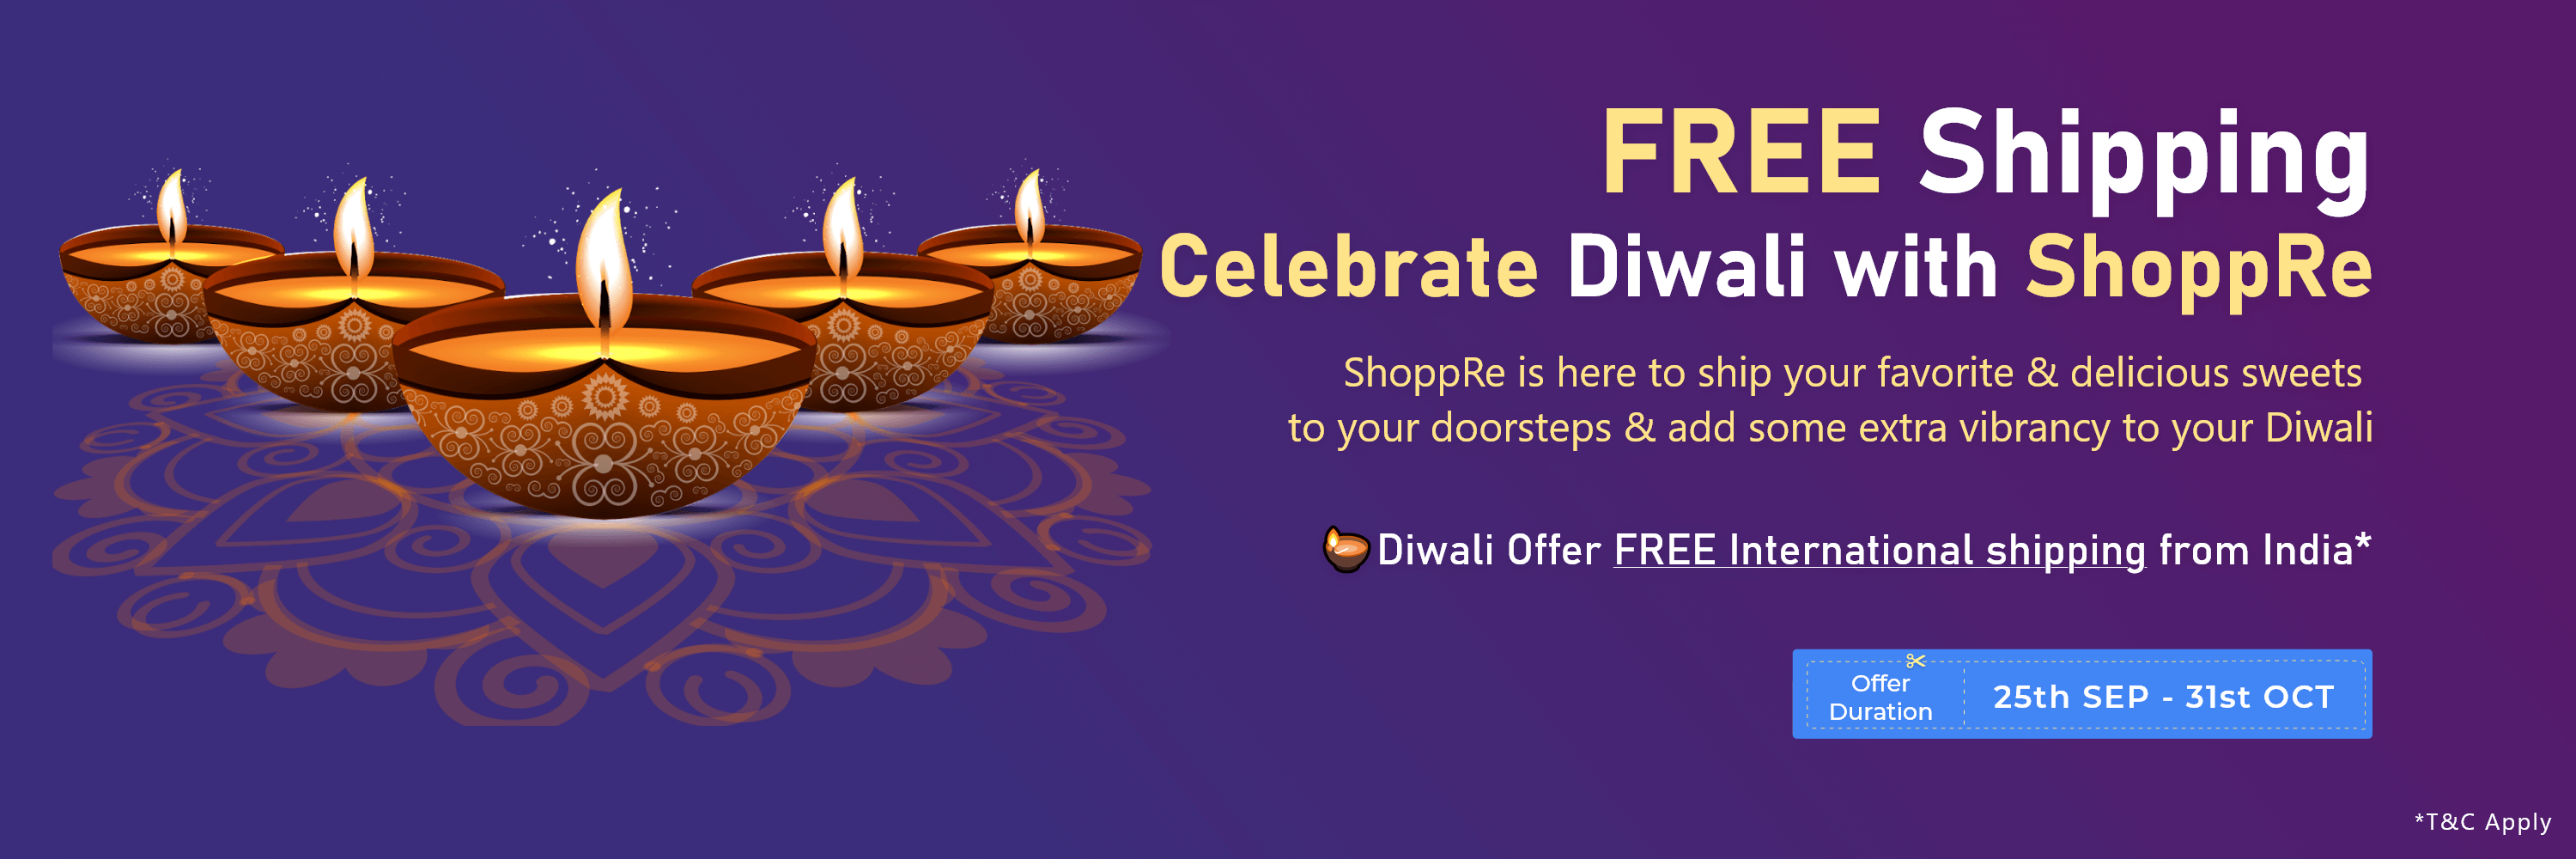 FREE Shipping
Celebrate Diwali with ShoppRe
ShoppRe is here to ship your favorite & delicious sweets
to your doorsteps & add some extra vibrancy to your Diwali
Diwali Offer FREE International shipping from India*
Offer
Duration
25th SEP - 31st OCT
*T&C Apply